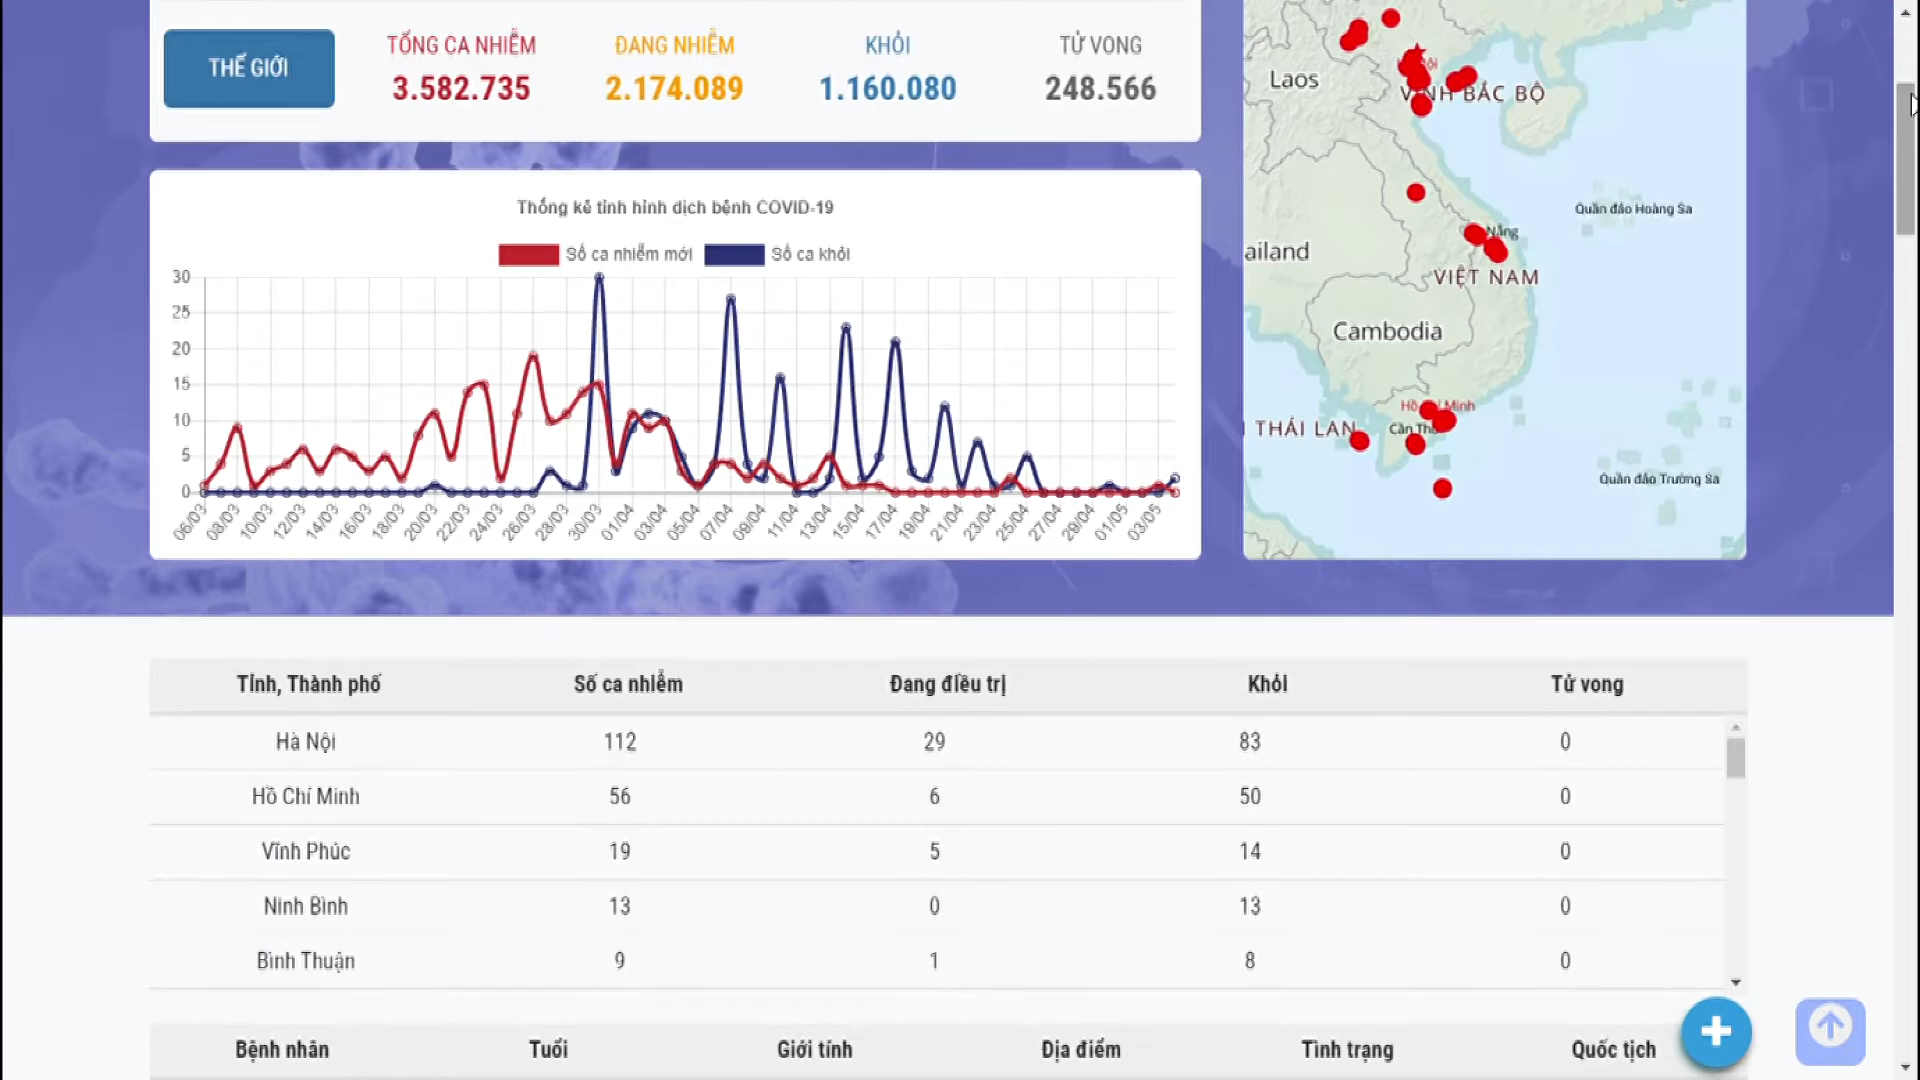 THẾ GIỚI
TỔNG CA NHIỄM
3.582.735
ĐANG NHIỄM
2.174.089
KHỎI
1.160.080
TỬ VONG
248.566
Thống kê tình hình dịch bệnh COVID-19
Số ca nhiễm mới
Số ca khỏi
30
25
20
15
10
5
0
06/03
08/03
10/03
12/03
14/03
16/03
18/03
20/03
22/03
24/03
26/03
28/03
30/03
01/04
03/04
05/04
07/04
09/04
11/04
13/04
15/04
17/04
19/04
21/04
23/04
25/04
27/04
29/04
01/05
03/05
Laos
VỊNH BẮC BỘ
Quần đảo Hoàng Sa
Nẵng
ailand
VIỆT NAM
Cambodia
Minh
THÁI LAN
Cần
Quần đảo Trường Sa
Tỉnh, Thành phố Số ca nhiễm Đang điều trị Khỏi Tử vong
Hà Nội 112 29 83 0
Hồ Chí Minh 56 6 50 0
Vĩnh Phúc 19 5 14 0
Ninh Bình 13 0 13 0
Bình Thuận 9 1 8 0
Bệnh nhân Tuổi Giới tính Địa điểm Tình trạng Quốc tịch